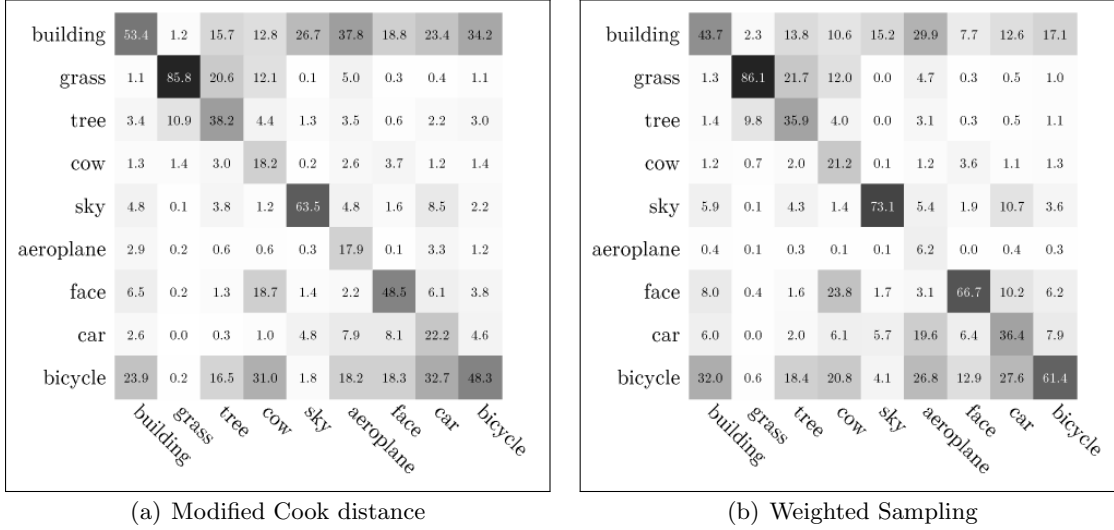 building 53.4 1.2 15.7 12.8 26.7 37.8 18.8 23.4 34.2
grass 1.1 85.8 20.6 12.1 0.1 5.0 0.3 0.4 1.1
tree 3.4 10.9 38.2 4.4 1.3 3.5 0.6 2.2 3.0
cow 1.3 1.4 3.0 18.2 0.2 2.6 3.7 1.2 1.4
sky 4.8 0.1 3.8 1.2 63.5 4.8 1.6 8.5 2.2
aeroplane 2.9 0.2 0.6 0.6 0.3 17.9 0.1 3.3 1.2
face 6.5 0.2 1.3 18.7 1.4 2.2 48.5 6.1 3.8
car 2.6 0.0 0.3 1.0 4.8 7.9 8.1 22.2 4.6
bicycle 23.9 0.2 16.5 31.0 1.8 18.2 18.3 32.7 48.3
building grass tree cow sky aeroplane face car bicycle
(a) Modified Cook distance
building 43.7 2.3 13.8 10.6 15.2 29.9 7.7 12.6 17.1
grass 1.3 86.1 21.7 12.0 0.0 4.7 0.3 0.5 1.0
tree 1.4 9.8 35.9 4.0 0.0 3.1 0.3 0.5 1.1
cow 1.2 0.7 2.0 21.2 0.1 1.2 3.6 1.1 1.3
sky 5.9 0.1 4.3 1.4 73.1 5.4 1.9 10.7 3.6
aeroplane 0.4 0.1 0.3 0.1 0.1 6.2 0.0 0.4 0.3
face 8.0 0.4 1.6 23.8 1.7 3.1 66.7 10.2 6.2
car 6.0 0.0 2.0 6.1 5.7 19.6 6.4 36.4 7.9
bicycle 32.0 0.6 18.4 20.8 4.1 26.8 12.9 27.6 61.4
building grass tree cow sky aeroplane face car bicycle
(b) Weighted Sampling